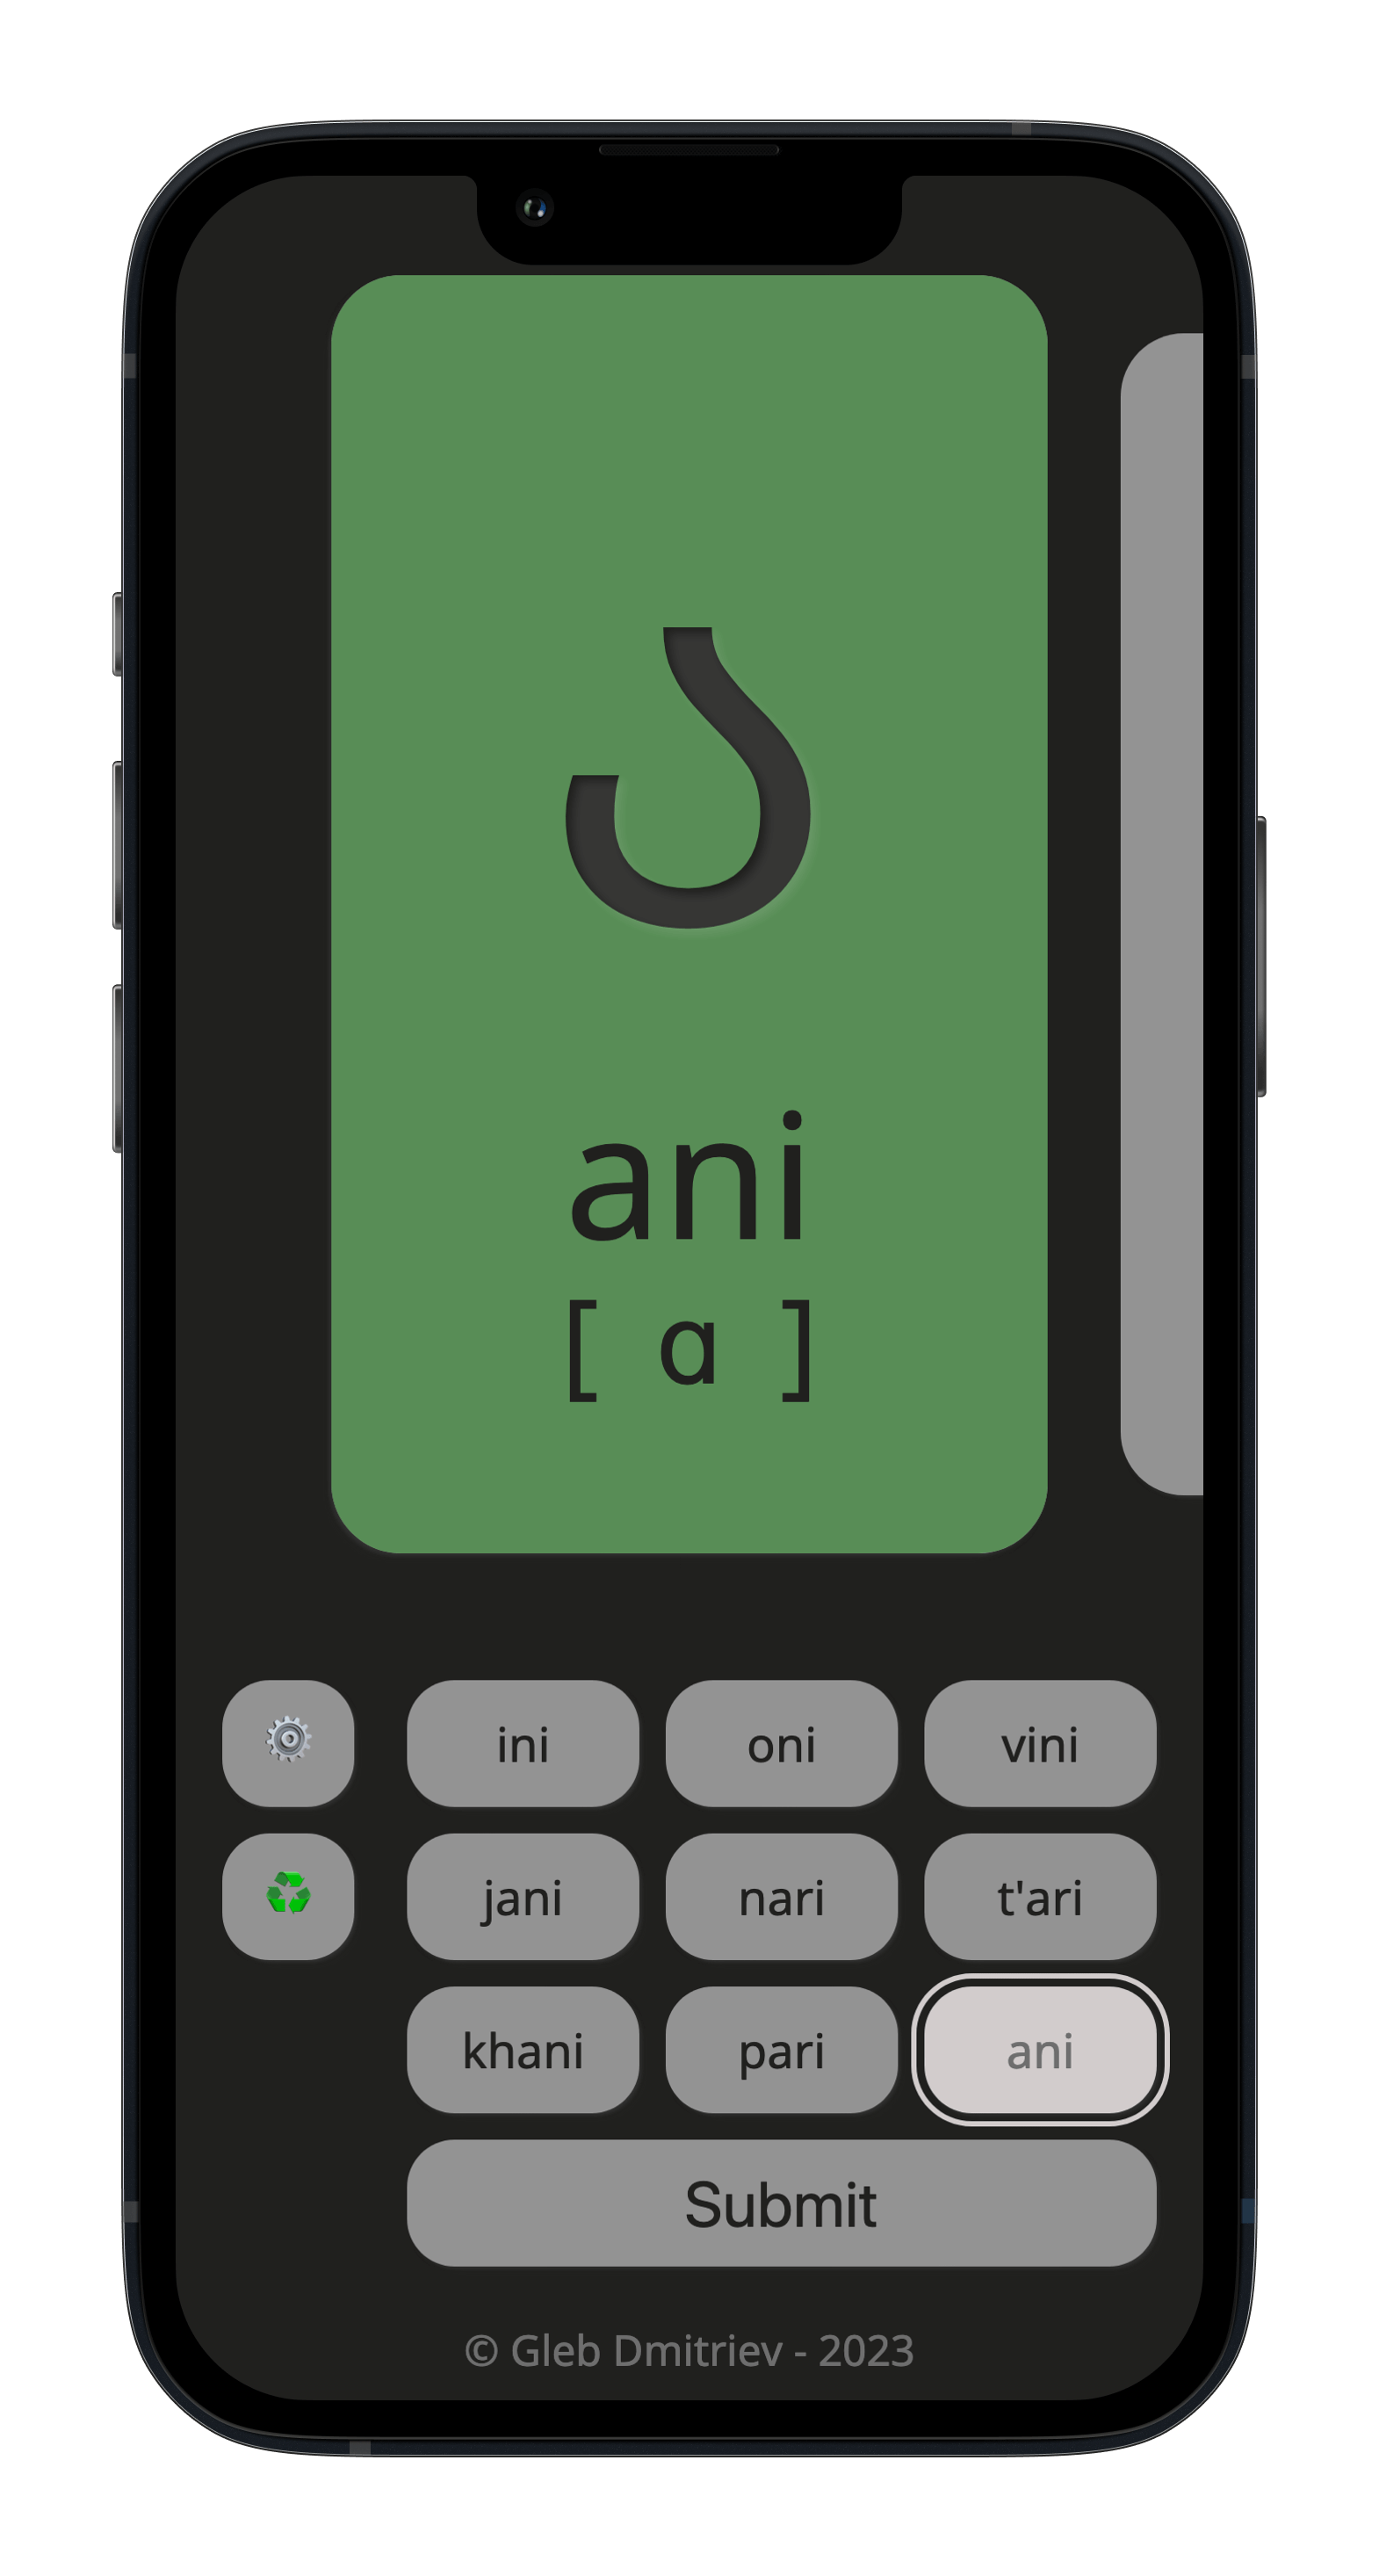 ა
ani
[ ɑ ]
ini oni vini
jani nari t'ari
khani pari ani
Submit
© Gleb Dmitriev - 2023